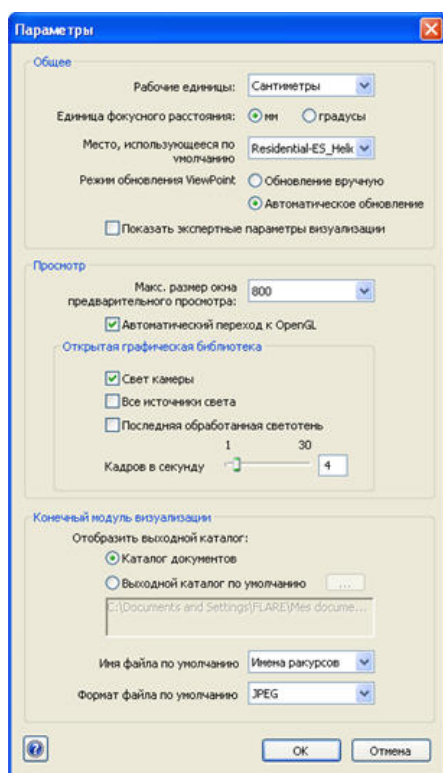 Параметры
Общее
Рабочие единицы: Сантиметры
Единица фокусного расстояния: мм градусы
Место, использующееся по умолчанию Residential-ES_Helic
Режим обновления ViewPoint Обновление вручную
Автоматическое обновление
Показать экспертные параметры визуализации
Просмотр
Макс. размер окна предварительного просмотра: 800
Автоматический переход к OpenGL
Открытая графическая библиотека
Свет камеры
Все источники света
Последняя обработанная светотень
1 30
Кадров в секунду 4
Конечный модуль визуализации
Отобразить выходной каталог:
Каталог документов
Выходной каталог по умолчанию ...
C:\Documents and Settings\FLARE\Mes docume...
Имя файла по умолчанию Имена ракурсов
Формат файла по умолчанию JPEG
? OK Отмена